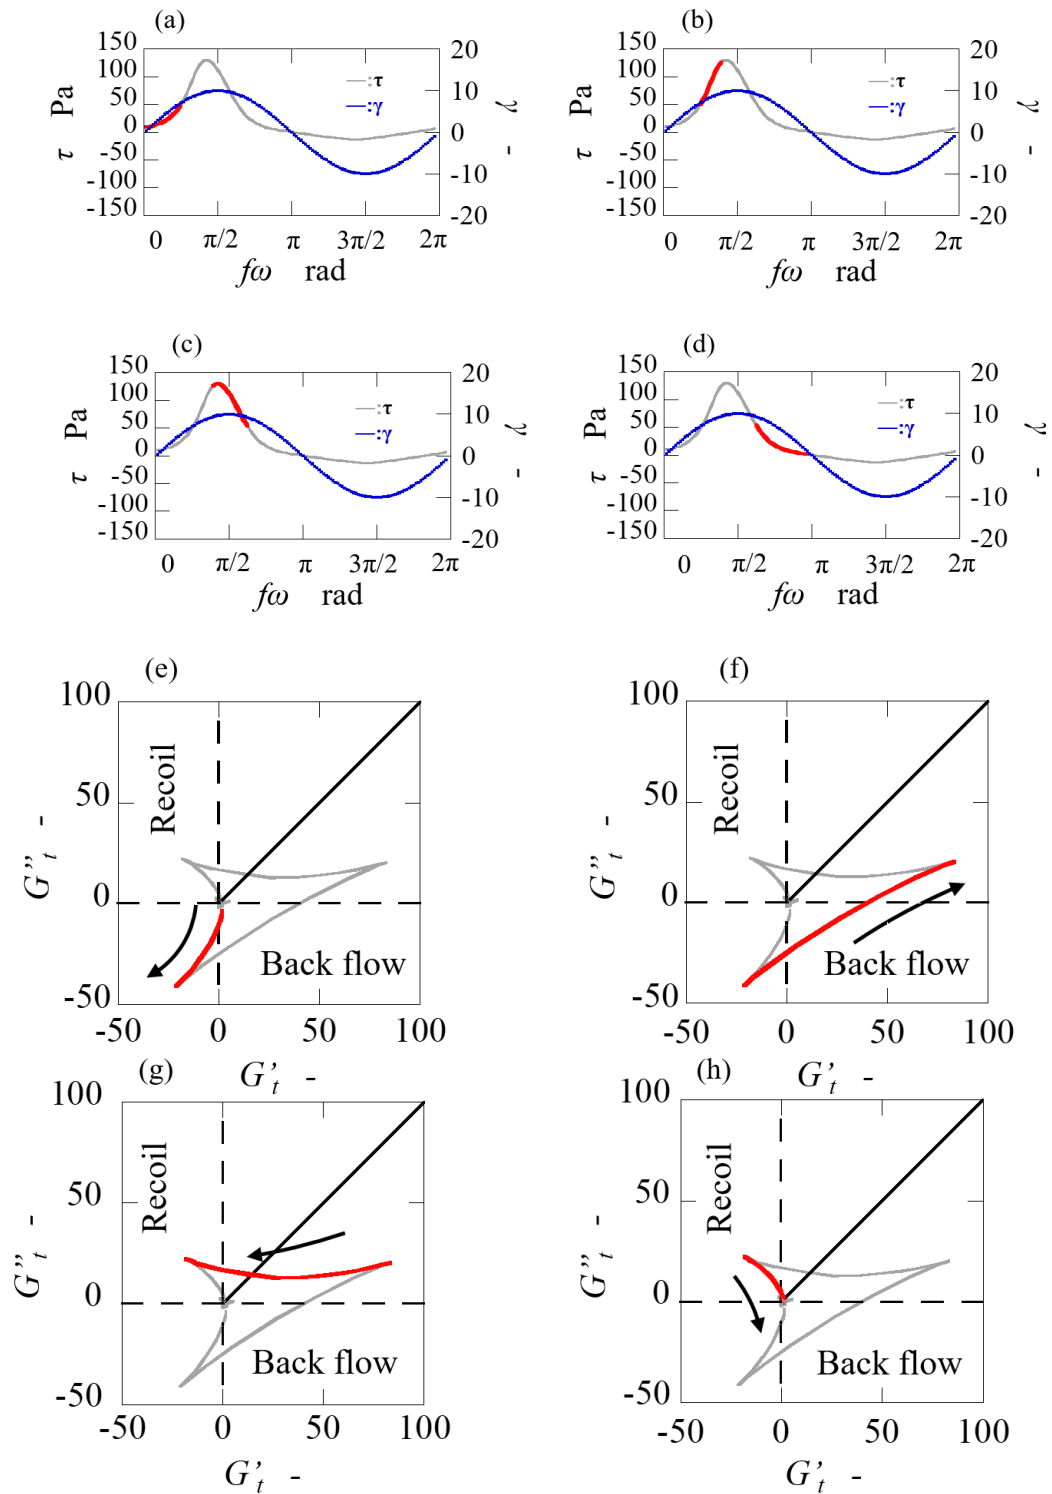 (a) (b)
150 20 150 20
100 10 100 10
Pa 50 Pa 50
:τ :τ
:γ :γ
0 0 γ 0 0 γ
τ -50 -10 - τ -50 -10 -
-100 -100
-150 -20 -150 -20
0 π/2 π 3π/2 2π 0 π/2 π 3π/2 2π
fω rad fω rad
(c) (d)
150 20 150 20
100 10 100 10
Pa 50 Pa 50
:τ :τ
:γ :γ
0 0 γ 0 0 γ
τ -50 -10 - τ -50 -10 -
-100 -100
-150 -20 -150 -20
0 π/2 π 3π/2 2π 0 π/2 π 3π/2 2π
fω rad fω rad
(e) (f)
100 100
Recoil Recoil
50 50
G”t - G”t -
0 0
Back flow Back flow
-50 -50
-50 0 50 100 -50 0 50 100
G’t - G’t -
(g) (h)
100 100
Recoil Recoil
50 50
G”t - G”t -
0 0
Back flow Back flow
-50 -50
-50 0 50 100 -50 0 50 100
G’t - G’t -